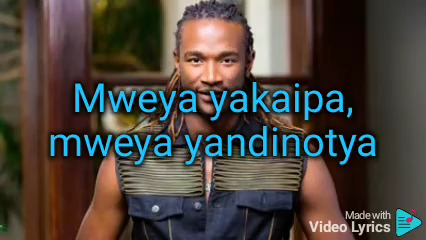 Mweya yakaipa,
mweya yandinotya
Made with
Video Lyrics